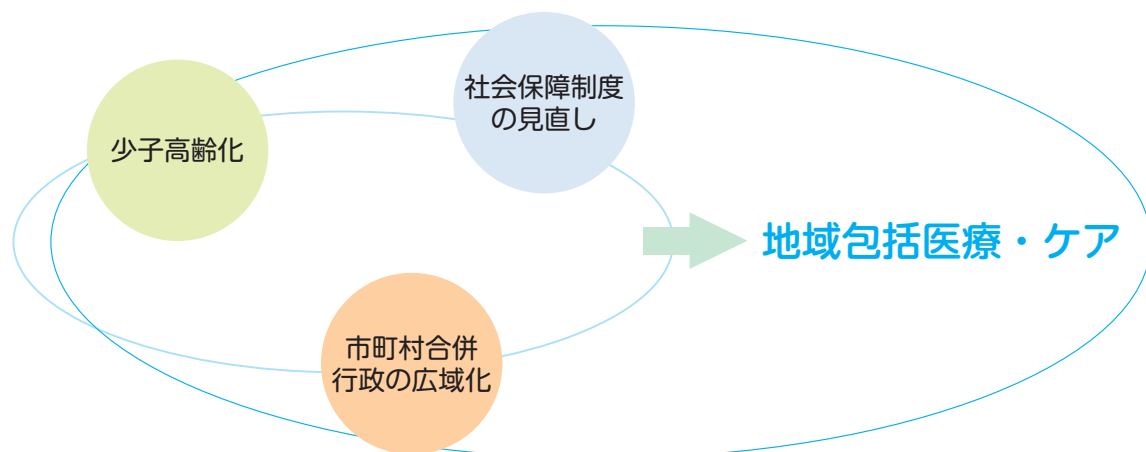 少子高齢化
社会保障制度
の見直し
市町村合併
行政の広域化
地域包括医療・ケア